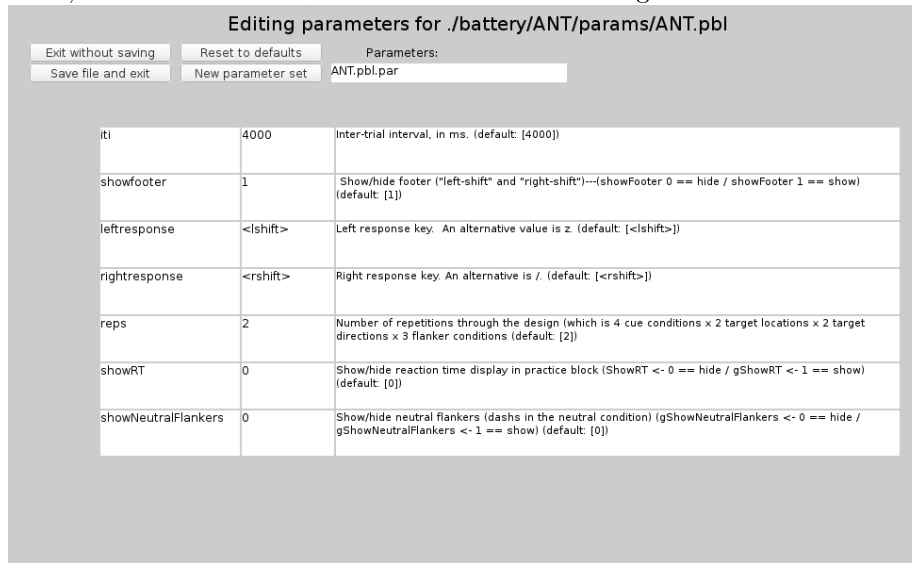 Editing parameters for ./battery/ANT/params/ANT.pbl
Exit without saving Reset to defaults Parameters:
Save file and exit New parameter set ANT.pbl.par
iti 4000 Inter-trial interval, in ms. (default: [4000])
showfooter 1 Show/hide footer ("left-shift" and "right-shift")---(showFooter 0 == hide / showFooter 1 == show)
(default: [1])
leftresponse <lshift> Left response key. An alternative value is z. (default: [<lshift>])
rightresponse <rshift> Right response key. An alternative is /. (default: [<rshift>])
reps 2 Number of repetitions through the design (which is 4 cue conditions x 2 target locations x 2 target
directions x 3 flanker conditions (default: [2])
showRT 0 Show/hide reaction time display in practice block (ShowRT <- 0 == hide / gShowRT <- 1 == show)
(default: [0])
showNeutralFlankers 0 Show/hide neutral flankers (dashs in the neutral condition) (gShowNeutralFlankers <- 0 == hide /
gShowNeutralFlankers <- 1 == show) (default: [0])